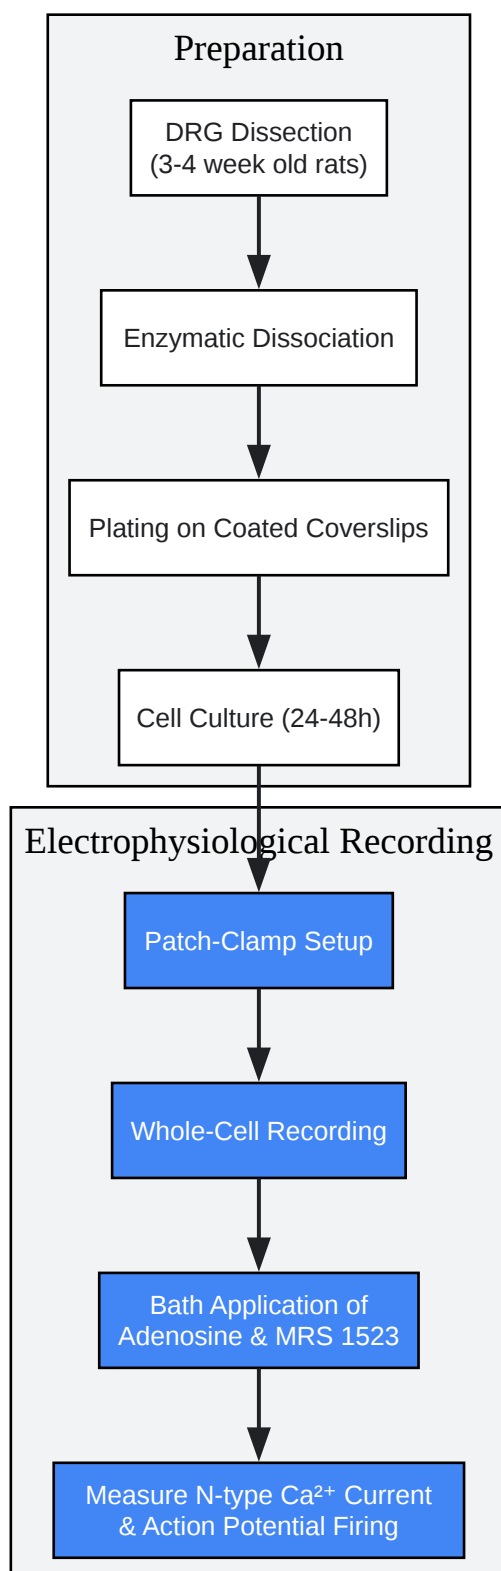 Preparation
DRG Dissection
(3-4 week old rats)
Enzymatic Dissociation
Plating on Coated Coverslips
Cell Culture (24-48h)
Electrophysiological Recording
Patch-Clamp Setup
Whole-Cell Recording
Bath Application of
Adenosine & MRS 1523
Measure N-type Ca²⁺ Current
& Action Potential Firing